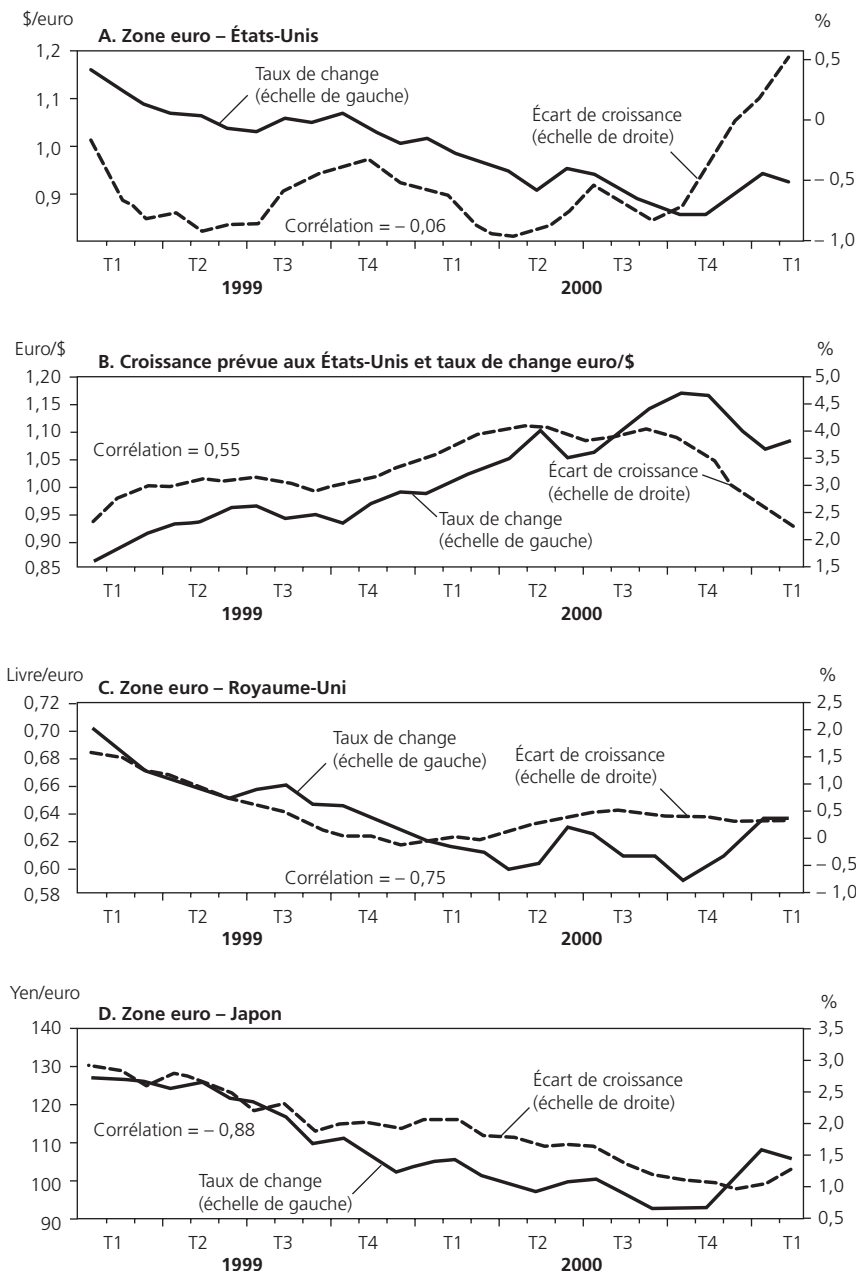 $/euro
A. Zone euro – États-Unis
%
1,2
1,1
1,0
0,9
Taux de change
(échelle de gauche)
Écart de croissance
(échelle de droite)
Corrélation = – 0,06
0,5
0
– 0,5
– 1,0
T1 T2 T3 T4 T1 T2 T3 T4 T1
1999 2000
Euro/$
B. Croissance prévue aux États-Unis et taux de change euro/$
%
1,20
1,15
1,10
1,05
1,00
0,95
0,90
0,85
Corrélation = 0,55
Écart de croissance
(échelle de droite)
Taux de change
(échelle de gauche)
5,0
4,5
4,0
3,5
3,0
2,5
2,0
1,5
T1 T2 T3 T4 T1 T2 T3 T4 T1
1999 2000
Livre/euro
C. Zone euro – Royaume-Uni
%
0,72
0,70
0,68
0,66
0,64
0,62
0,60
0,58
Taux de change
(échelle de gauche)
Écart de croissance
(échelle de droite)
Corrélation = – 0,75
2,5
2,0
1,5
1,0
0,5
0
– 0,5
– 1,0
T1 T2 T3 T4 T1 T2 T3 T4 T1
1999 2000
Yen/euro
D. Zone euro – Japon
%
140
130
120
110
100
90
Écart de croissance
(échelle de droite)
Corrélation = – 0,88
Taux de change
(échelle de gauche)
3,5
3,0
2,5
2,0
1,5
1,0
0,5
T1 T2 T3 T4 T1 T2 T3 T4 T1
1999 2000